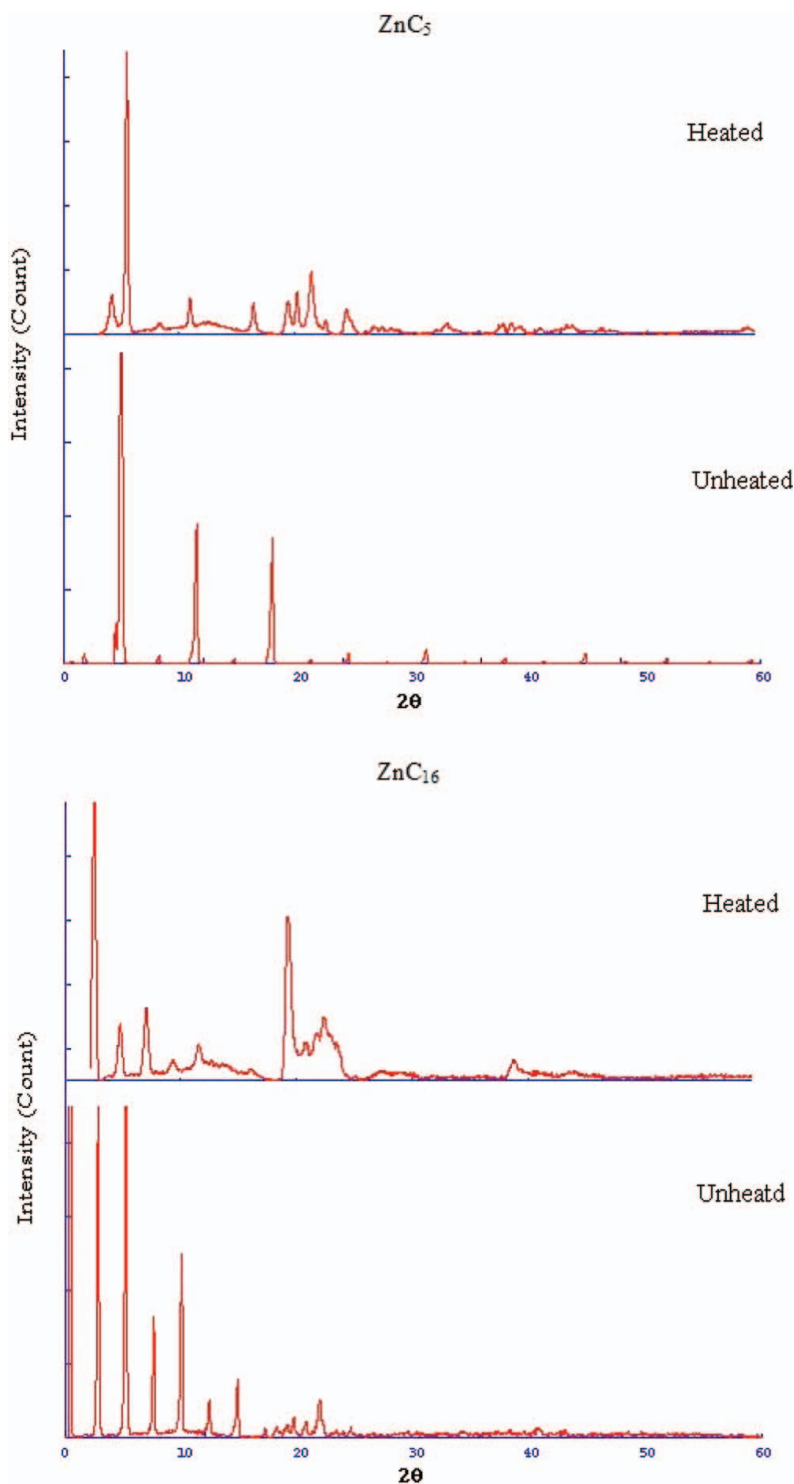 ZnC₅
Heated
Intensity (Count)
Unheated
0 10 20 30 40 50 60
2θ
ZnC₁₆
Heated
Intensity (Count)
Unheatd
0 10 20 30 40 50 60
2θ